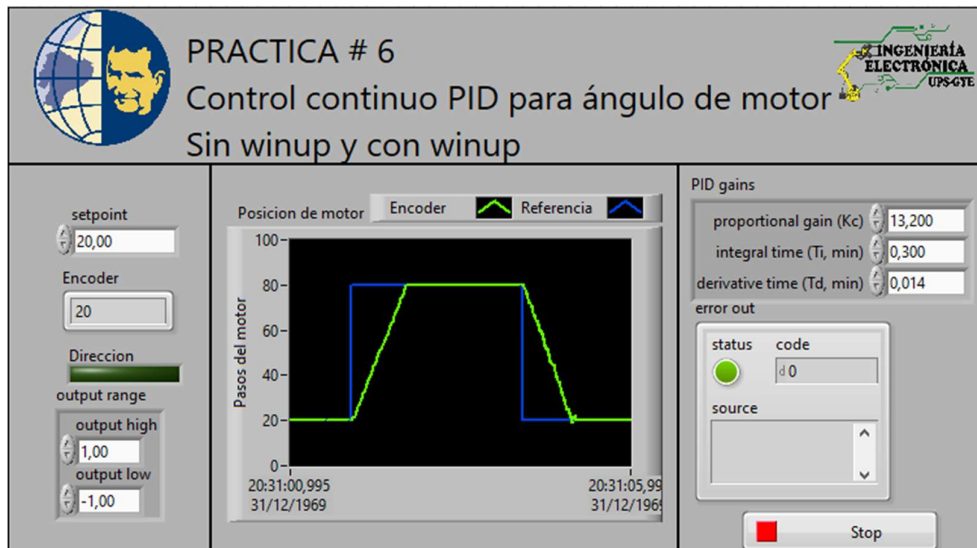 PRACTICA # 6
Control continuo PID para ángulo de motor
Sin winup y con winup
INGENIERÍA
ELECTRÓNICA
UPS-GYE
setpoint
20,00
Encoder
20
Direccion
output range
output high
1,00
output low
-1,00
Posicion de motor
Encoder
Referencia
Pasos del motor
100
80
60
40
20
0
20:31:00,995
31/12/1969
20:31:05,99
31/12/1969
PID gains
proportional gain (Kc)
13,200
integral time (Ti, min)
0,300
derivative time (Td, min)
0,014
error out
status
code
d 0
source
Stop